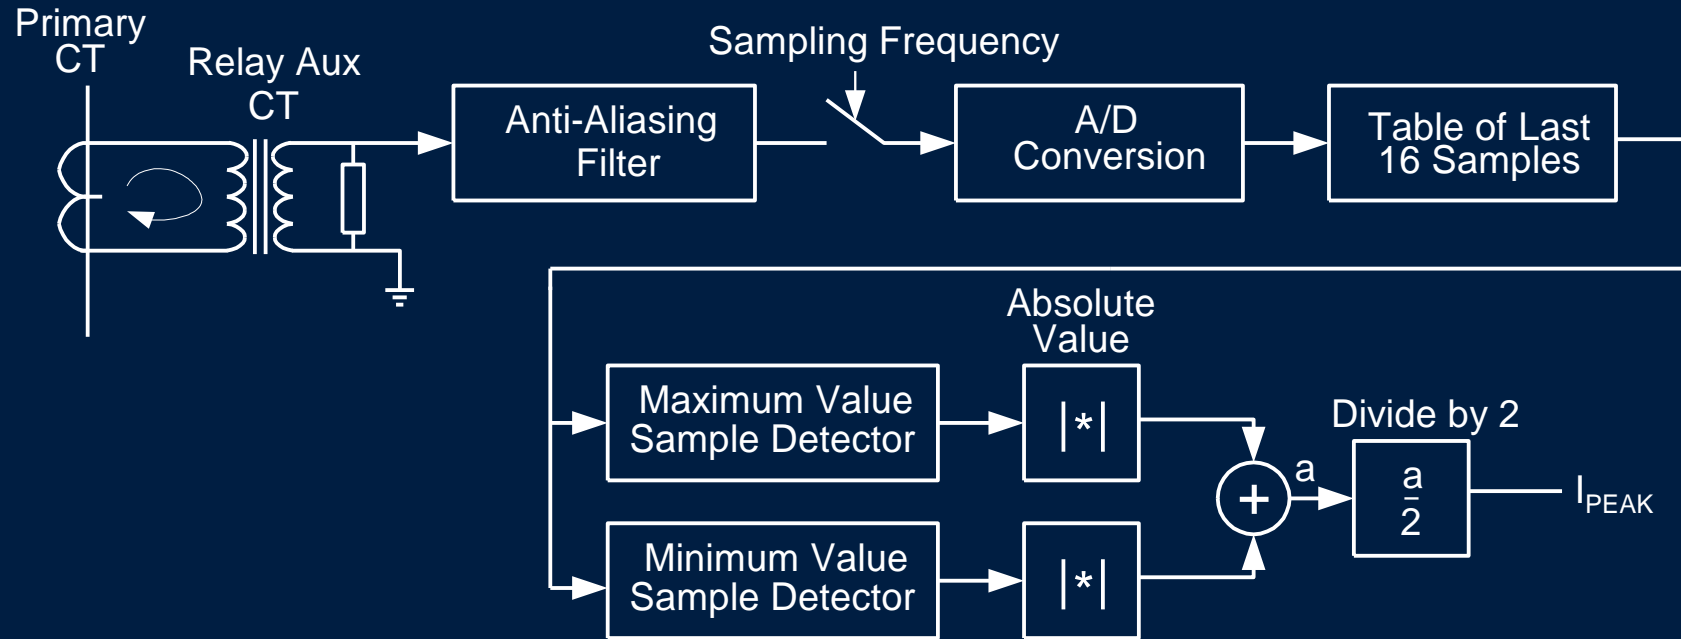 Primary
CT
Relay Aux
CT
Sampling Frequency
Anti-Aliasing
Filter
A/D
Conversion
Table of Last
16 Samples
Absolute
Value
Maximum Value
Sample Detector
|*|
Divide by 2
a
a
2
I PEAK
+
Minimum Value
Sample Detector
|*|